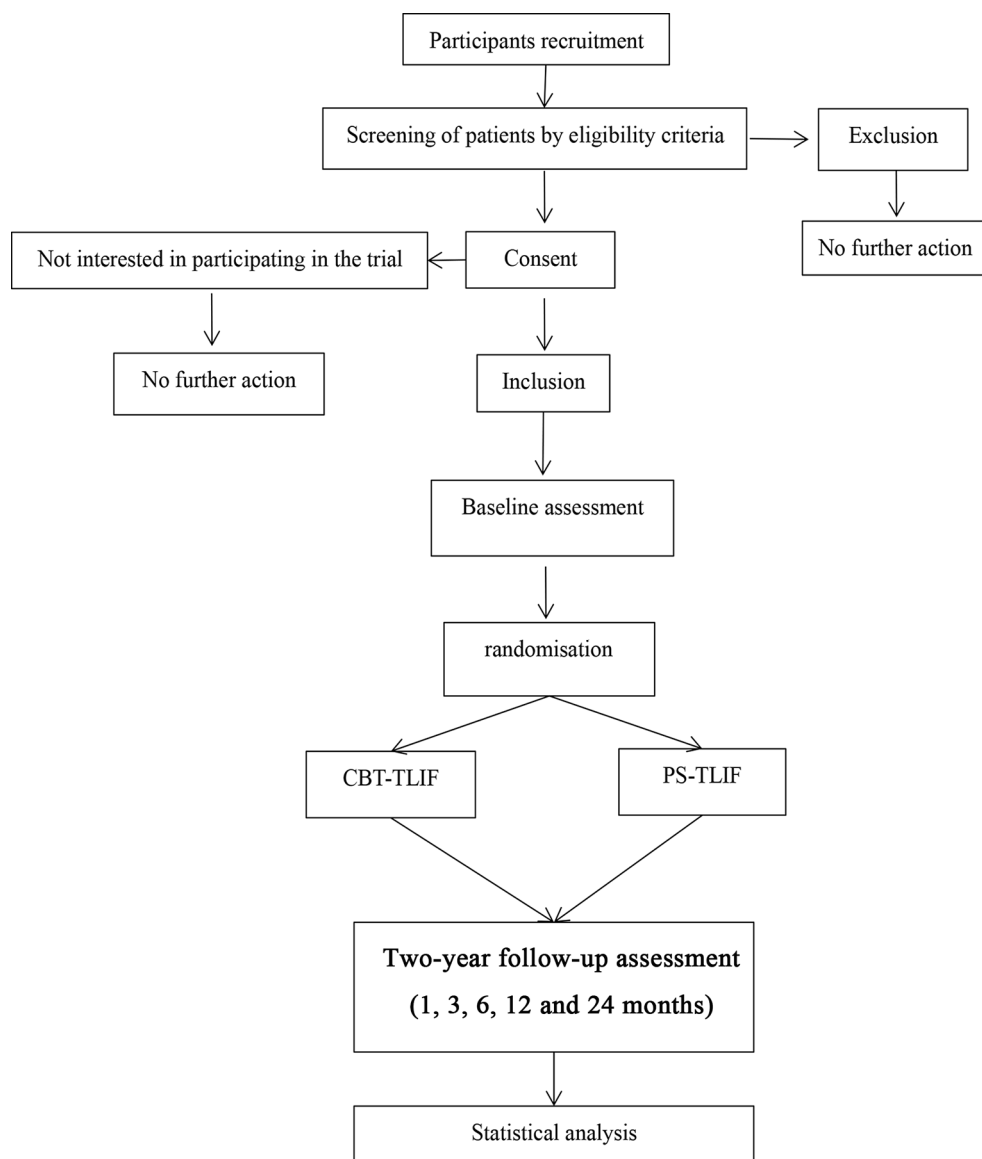 Participants recruitment
Screening of patients by eligibility criteria
Exclusion
No further action
Not interested in participating in the trial
Consent
No further action
Inclusion
Baseline assessment
randomisation
CBT-TLIF
PS-TLIF
Two-year follow-up assessment
(1, 3, 6, 12 and 24 months)
Statistical analysis